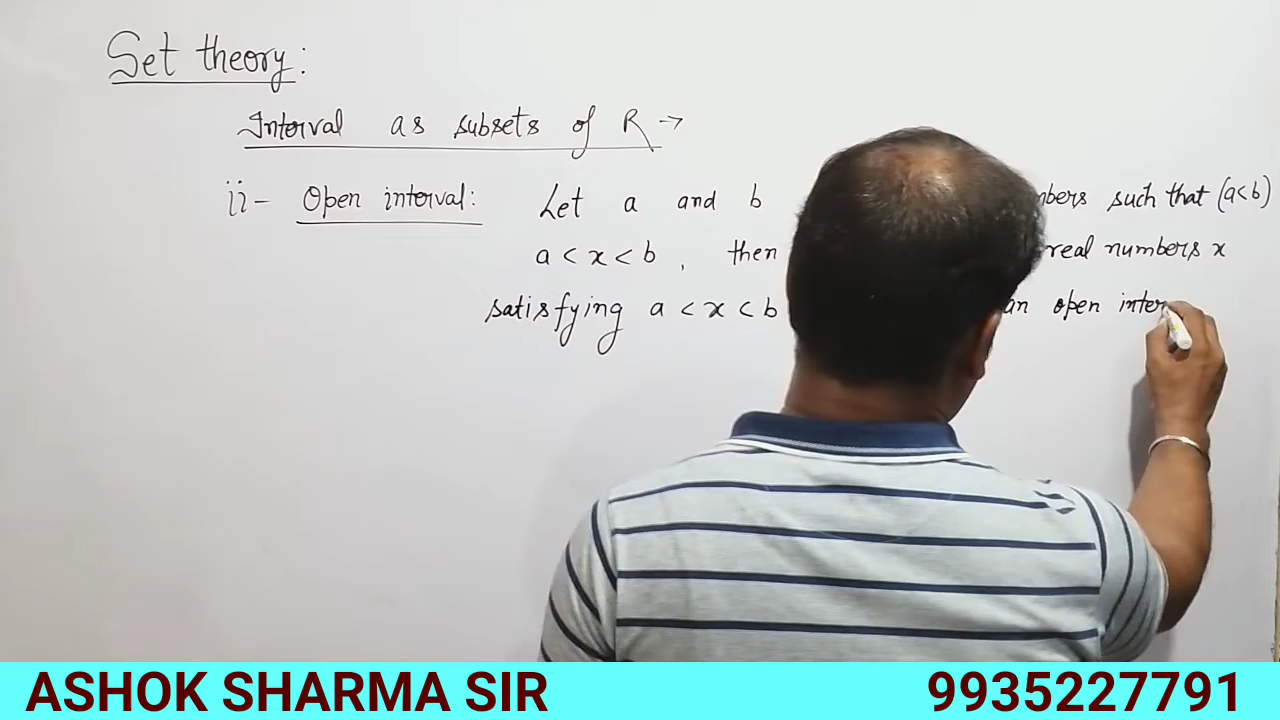 Set theory:
Interval as subsets of R →
ii- Open interval: Let a and b mbers such that (a<b)
a < x < b, then real numbers x
satisfying a < x < b an open inter
ASHOK SHARMA SIR 9935227791